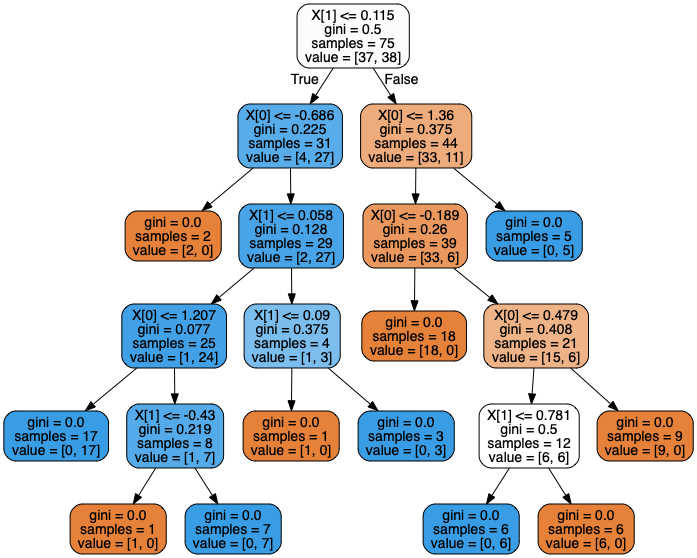 X[1] <= 0.115
gini = 0.5
samples = 75
value = [37, 38]
True
False
X[0] <= -0.686
gini = 0.225
samples = 31
value = [4, 27]
X[0] <= 1.36
gini = 0.375
samples = 44
value = [33, 11]
gini = 0.0
samples = 2
value = [2, 0]
X[1] <= 0.058
gini = 0.128
samples = 29
value = [2, 27]
X[0] <= -0.189
gini = 0.26
samples = 39
value = [33, 6]
gini = 0.0
samples = 5
value = [0, 5]
X[0] <= 1.207
gini = 0.077
samples = 25
value = [1, 24]
X[1] <= 0.09
gini = 0.375
samples = 4
value = [1, 3]
gini = 0.0
samples = 18
value = [18, 0]
X[0] <= 0.479
gini = 0.408
samples = 21
value = [15, 6]
gini = 0.0
samples = 17
value = [0, 17]
X[1] <= -0.43
gini = 0.219
samples = 8
value = [1, 7]
gini = 0.0
samples = 1
value = [1, 0]
gini = 0.0
samples = 3
value = [0, 3]
X[1] <= 0.781
gini = 0.5
samples = 12
value = [6, 6]
gini = 0.0
samples = 9
value = [9, 0]
gini = 0.0
samples = 1
value = [1, 0]
gini = 0.0
samples = 7
value = [0, 7]
gini = 0.0
samples = 6
value = [0, 6]
gini = 0.0
samples = 6
value = [6, 0]